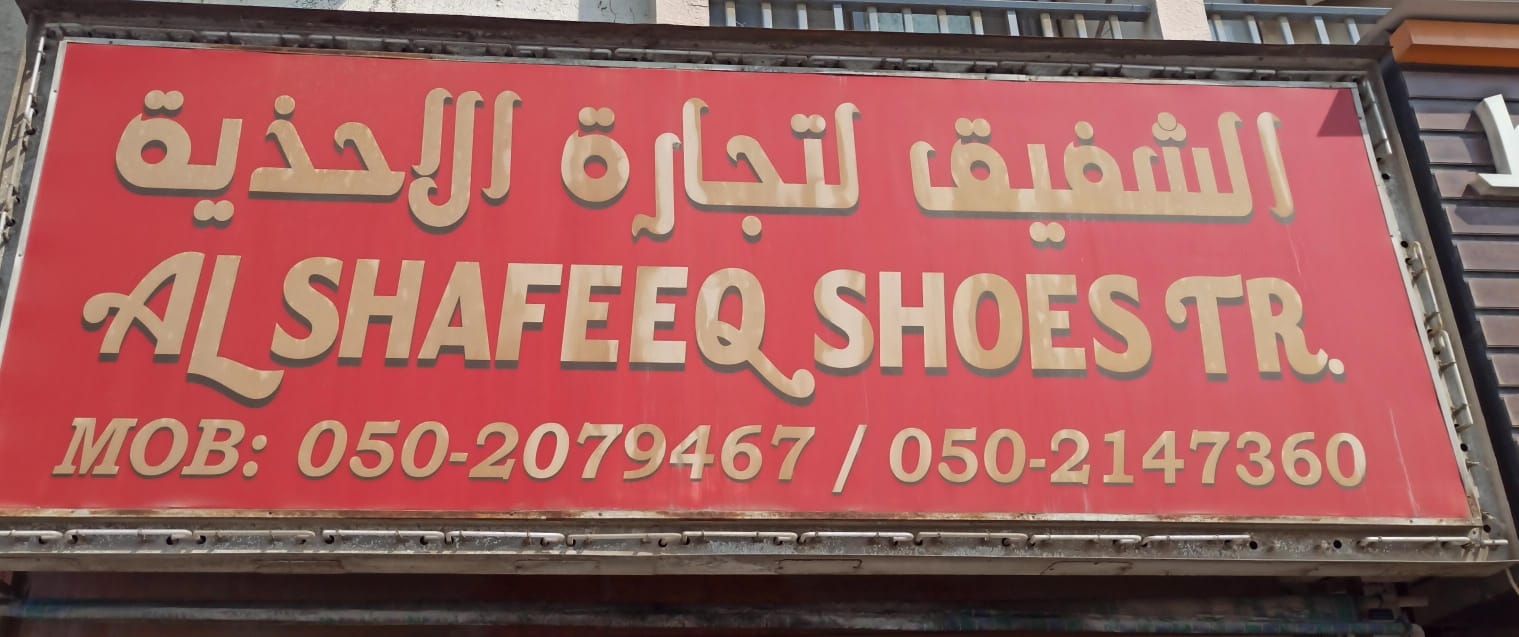 الشفيق لتجارة الاحذية
AL SHAFEEQ SHOES TR.
MOB: 050-2079467 / 050-2147360